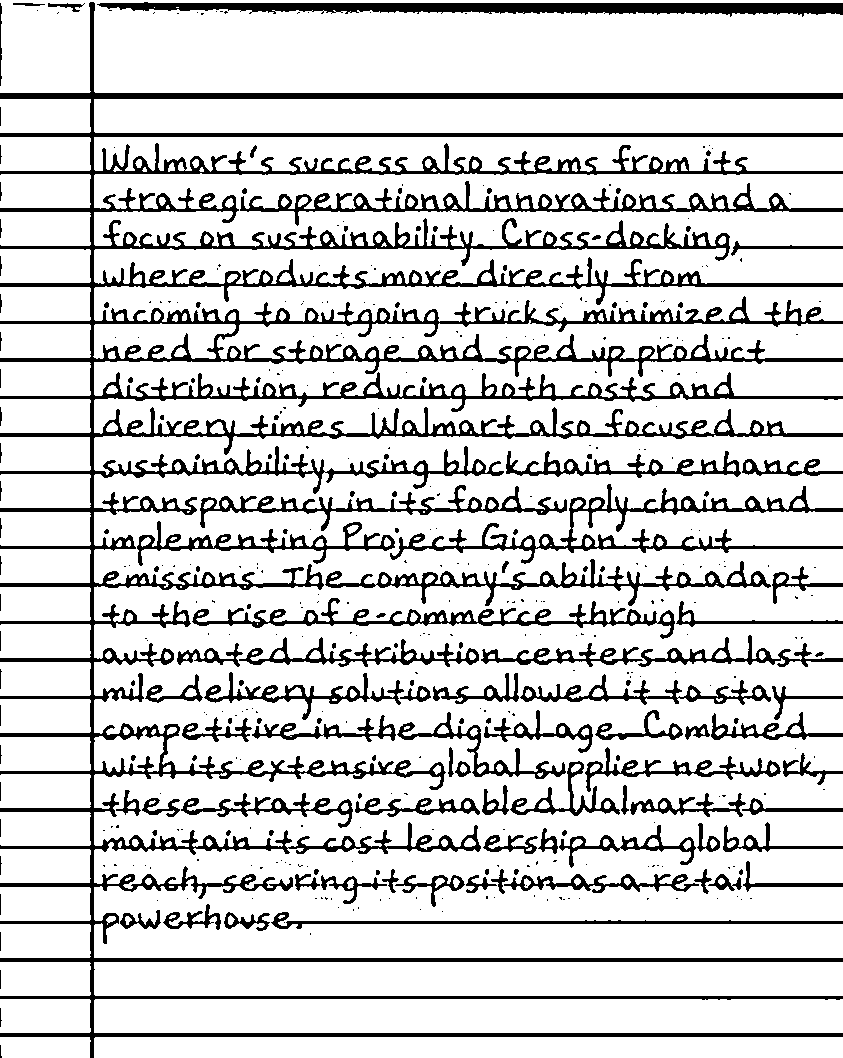 Walmart's success also stems from its
strategic operational innovations and a
focus on sustainability. Cross-docking,
where products move directly from
incoming to outgoing trucks, minimized the
need for storage and sped up product
distribution, reducing both costs and
delivery times. Walmart also focused on
sustainability, using blockchain to enhance
transparency in its food supply chain and
implementing Project Gigaton to cut
emissions. The company's ability to adapt
to the rise of e-commerce through
automated distribution centers and last-
mile delivery solutions allowed it to stay
competitive in the digital age. Combined
with its extensive global supplier network,
these strategies enabled Walmart to
maintain its cost leadership and global
reach, securing its position as a retail
powerhouse.